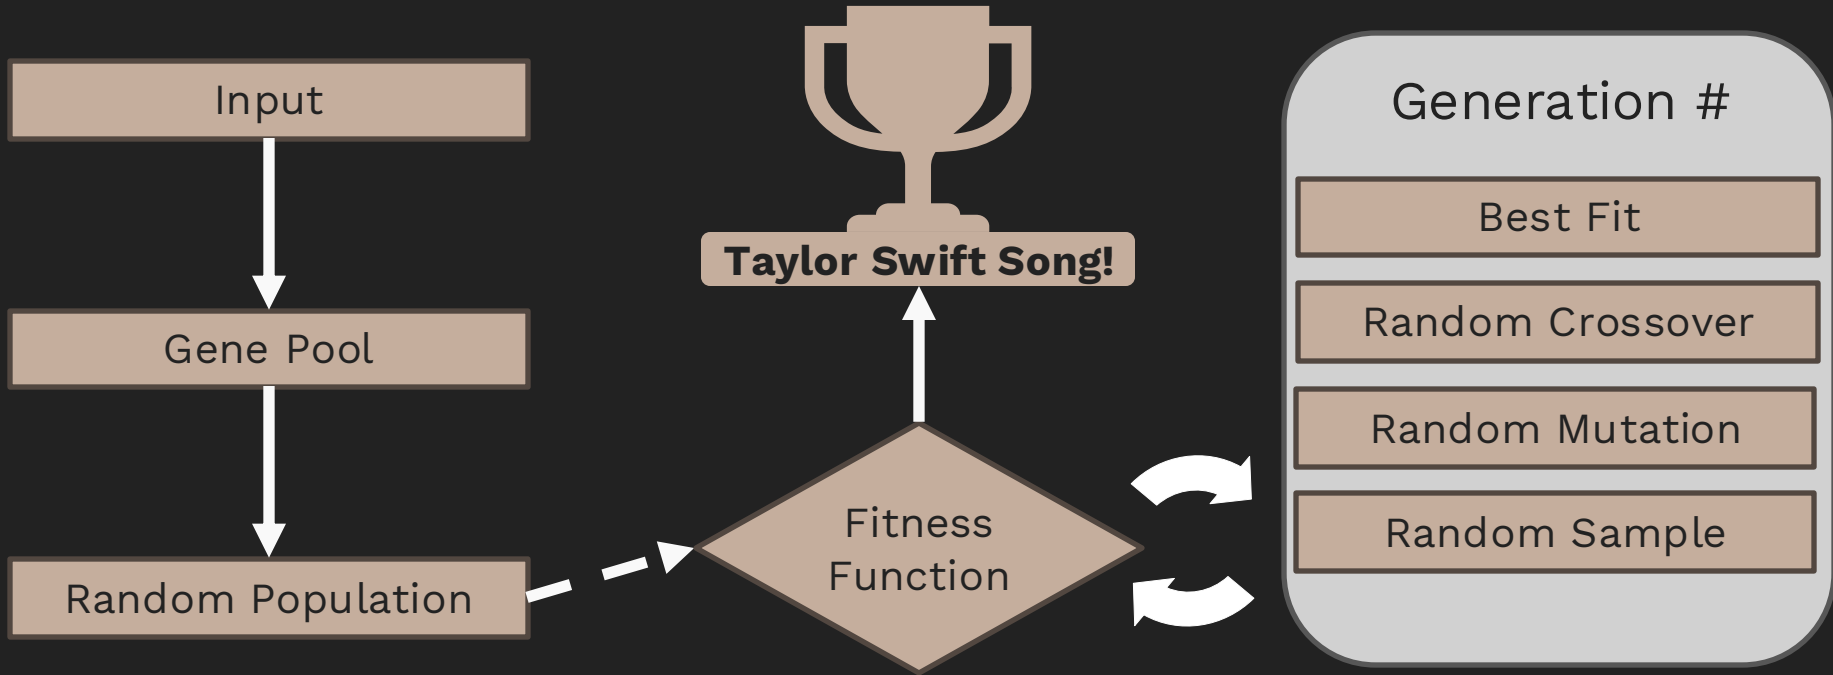 Input
Gene Pool
Random Population
Taylor Swift Song!
Fitness
Function
Generation #
Best Fit
Random Crossover
Random Mutation
Random Sample